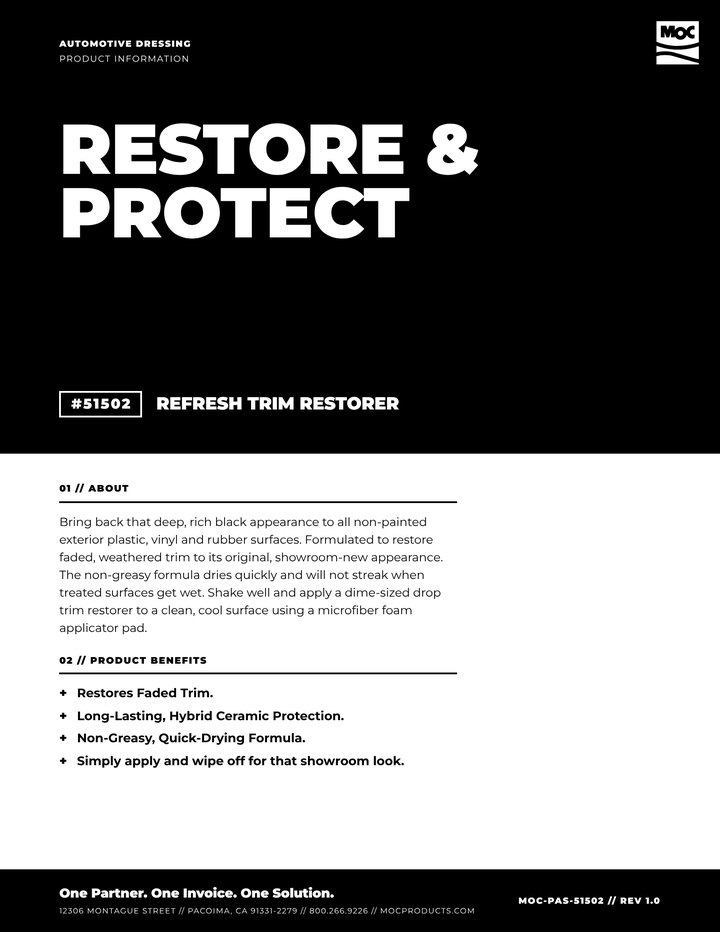 AUTOMOTIVE DRESSING
PRODUCT INFORMATION
MOC
RESTORE &
PROTECT
#51502 REFRESH TRIM RESTORER
01 // ABOUT
Bring back that deep, rich black appearance to all non-painted
exterior plastic, vinyl and rubber surfaces. Formulated to restore
faded, weathered trim to its original, showroom-new appearance.
The non-greasy formula dries quickly and will not streak when
treated surfaces get wet. Shake well and apply a dime-sized drop
trim restorer to a clean, cool surface using a microfiber foam
applicator pad.
02 // PRODUCT BENEFITS
+ Restores Faded Trim.
+ Long-Lasting, Hybrid Ceramic Protection.
+ Non-Greasy, Quick-Drying Formula.
+ Simply apply and wipe off for that showroom look.
One Partner. One Invoice. One Solution.
12306 MONTAGUE STREET // PACOIMA, CA 91331-2279 // 800.266.9226 // MOCPRODUCTS.COM
MOC-PAS-51502 // REV 1.0